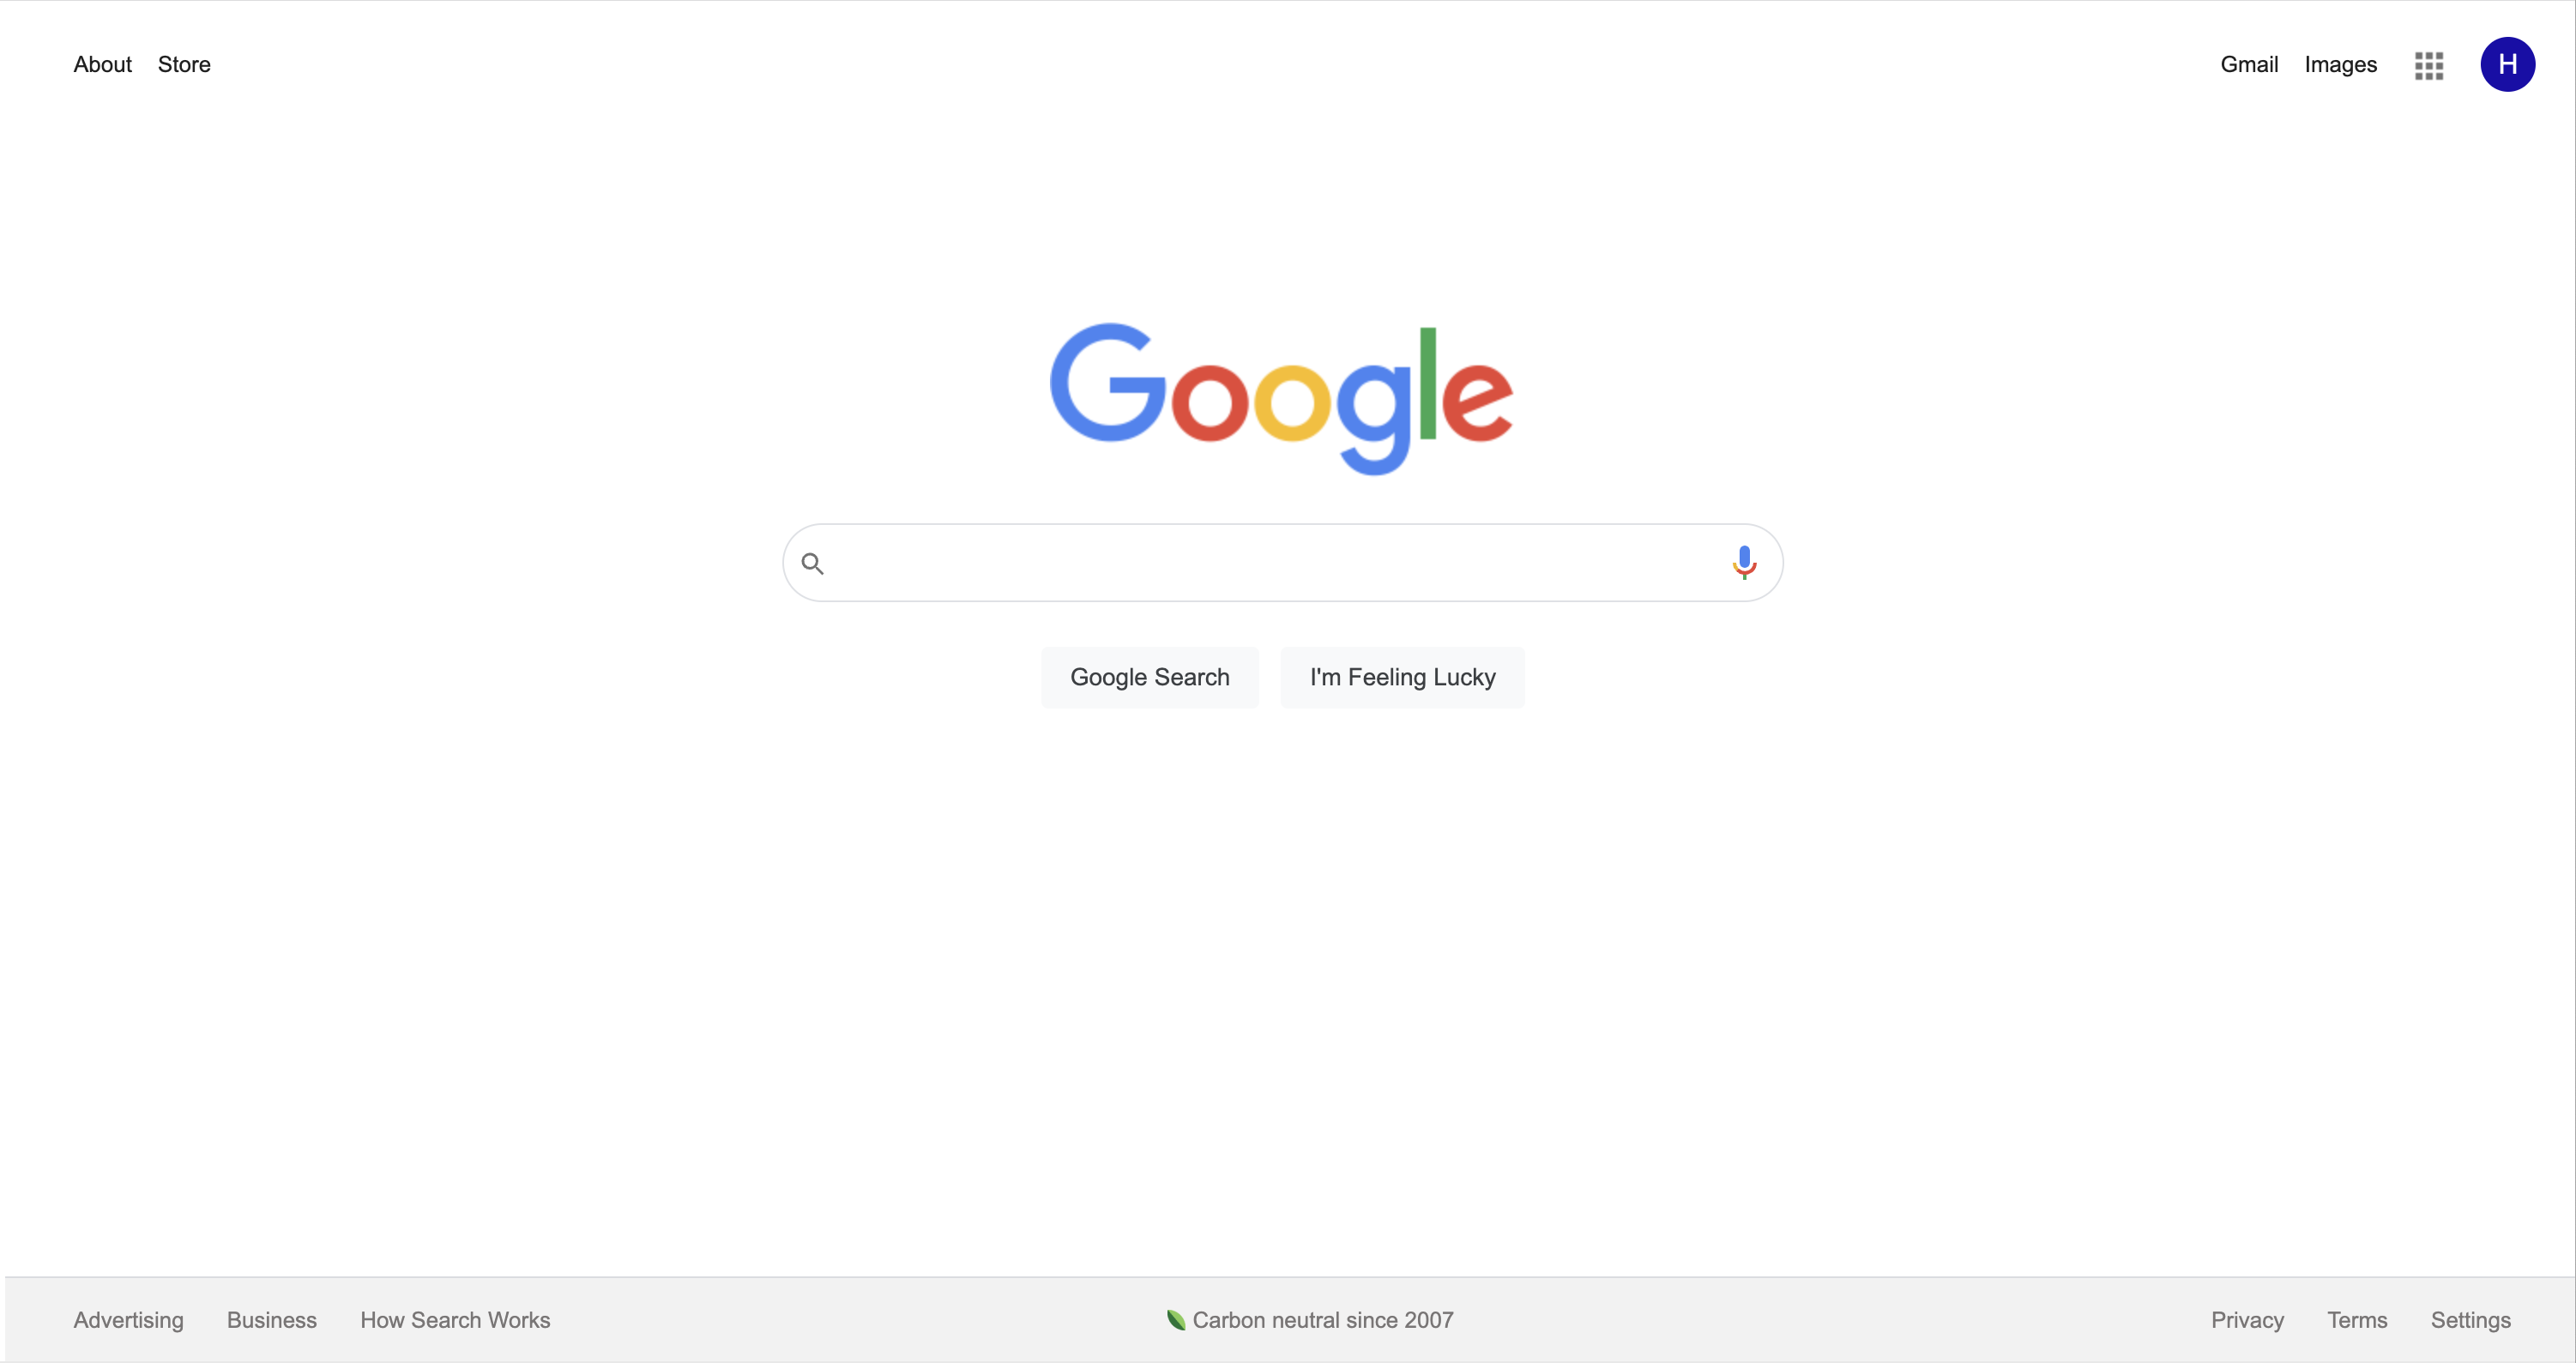 About Store
Gmail Images
H
Google
Google Search
I'm Feeling Lucky
Advertising Business How Search Works
Carbon neutral since 2007
Privacy Terms Settings